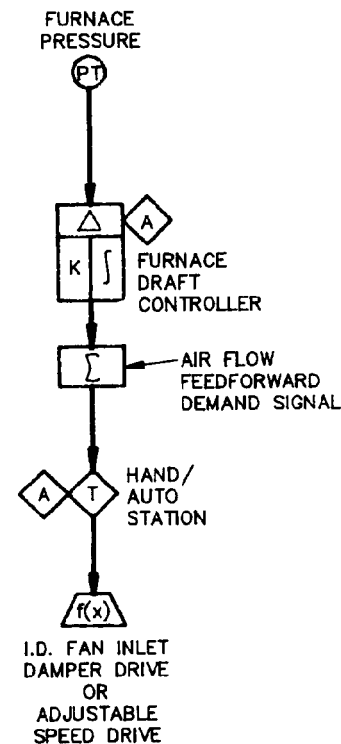 FURNACE
PRESSURE
PT
△
A
K ∫
FURNACE
DRAFT
CONTROLLER
Σ
AIR FLOW
FEEDFORWARD
DEMAND SIGNAL
A
T
HAND/
AUTO
STATION
f(x)
I.D. FAN INLET
DAMPER DRIVE
OR
ADJUSTABLE
SPEED DRIVE